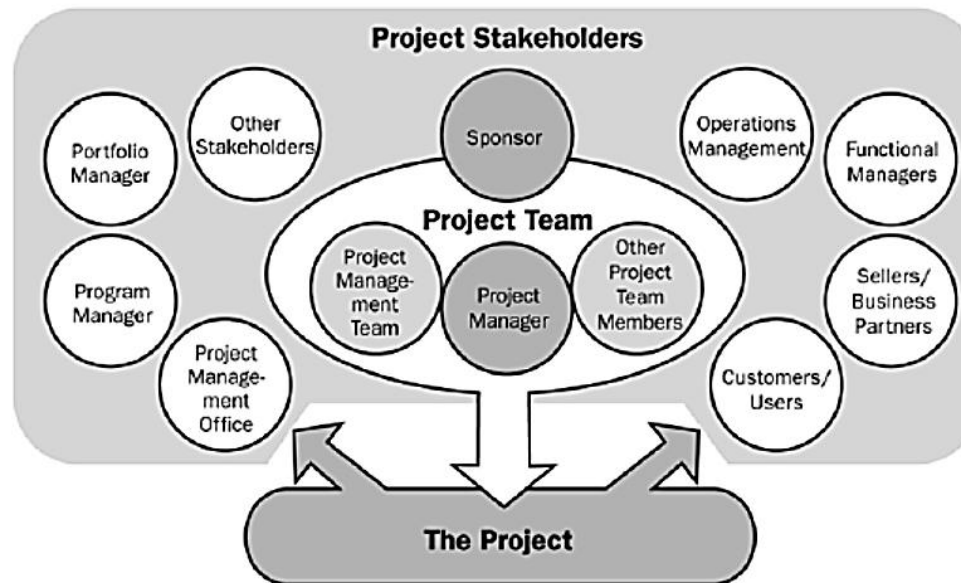 Project Stakeholders
Portfolio
Manager
Other
Stakeholders
Sponsor
Operations
Management
Functional
Managers
Project Team
Program
Manager
Project
Manage-
ment
Team
Project
Manager
Other
Project
Team
Members
Sellers/
Business
Partners
Project
Manage-
ment
Office
Customers/
Users
The Project